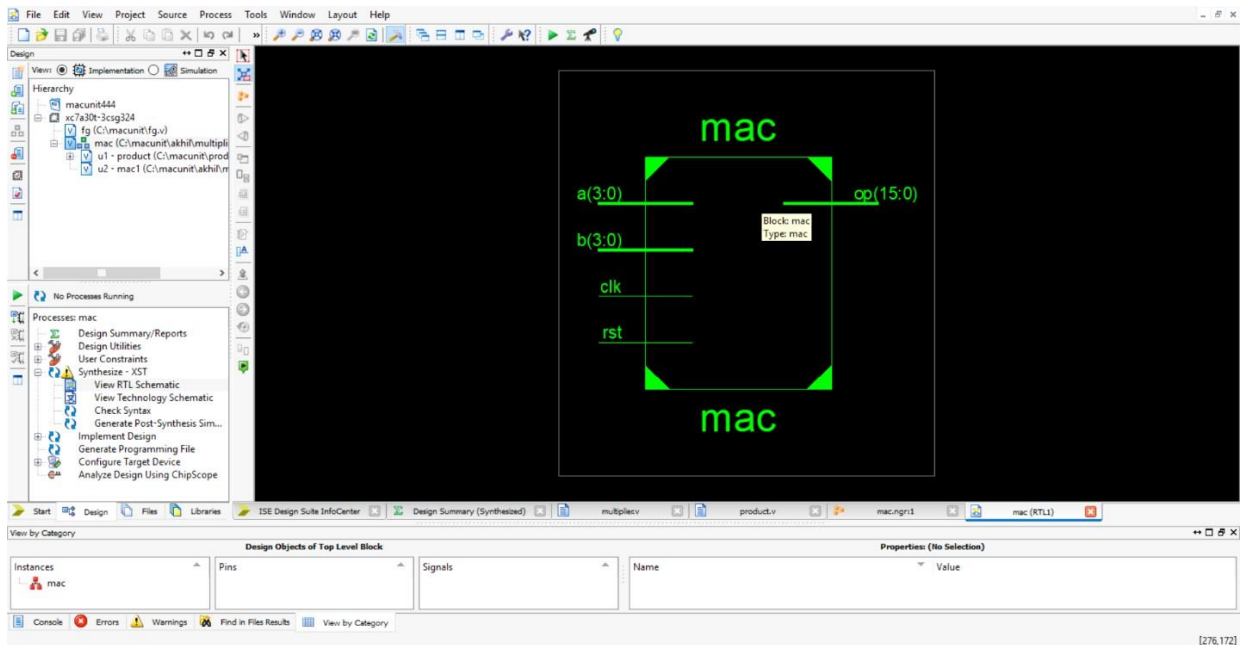 File Edit View Project Source Process Tools Window Layout Help
Design
View: Implementation Simulation
Hierarchy
macunit444
xc7a30t-3csg324
fg (C:\macunit\fg.v)
mac (C:\macunit\akhil\multipli
u1 - product (C:\macunit\prod
u2 - mac1 (C:\macunit\akhil\m
No Processes Running
Processes: mac
Design Summary/Reports
Design Utilities
User Constraints
Synthesize - XST
View RTL Schematic
View Technology Schematic
Check Syntax
Generate Post-Synthesis Sim...
Implement Design
Generate Programming File
Configure Target Device
Analyze Design Using ChipScope
mac
a(3:0)
op(15:0)
Block: mac
Type: mac
b(3:0)
clk
rst
mac
Start Design Files Libraries
ISE Design Suite InfoCenter Design Summary (Synthesized) multiplier.v product.v mac.ngr:1 mac (RTL1)
View by Category
Design Objects of Top Level Block Properties: (No Selection)
Instances Pins Signals Name Value
mac
Console Errors Warnings Find in Files Results View by Category
[276,172]